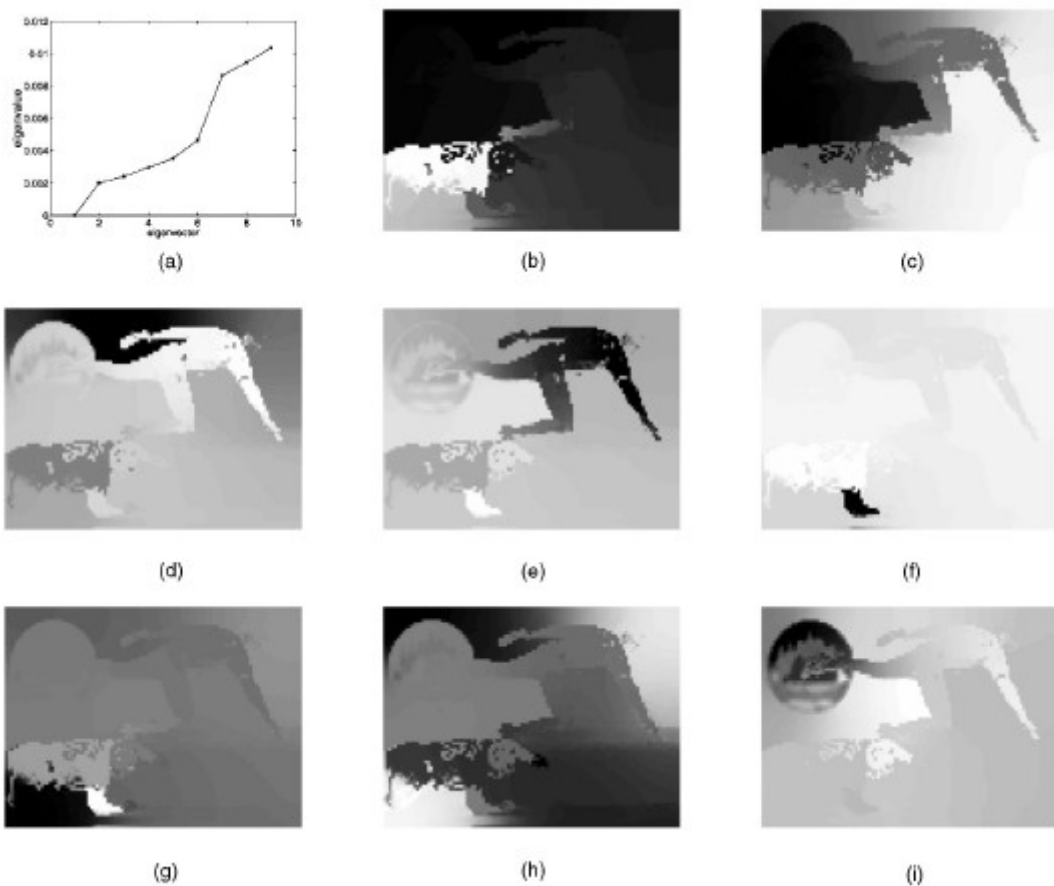 0.012
0.01
0.008
0.006
0.004
0.002
0
0 2 4 6 8 10
eigenvalue
eigenvector
(a)
(b)
(c)
(d)
(e)
(f)
(g)
(h)
(i)